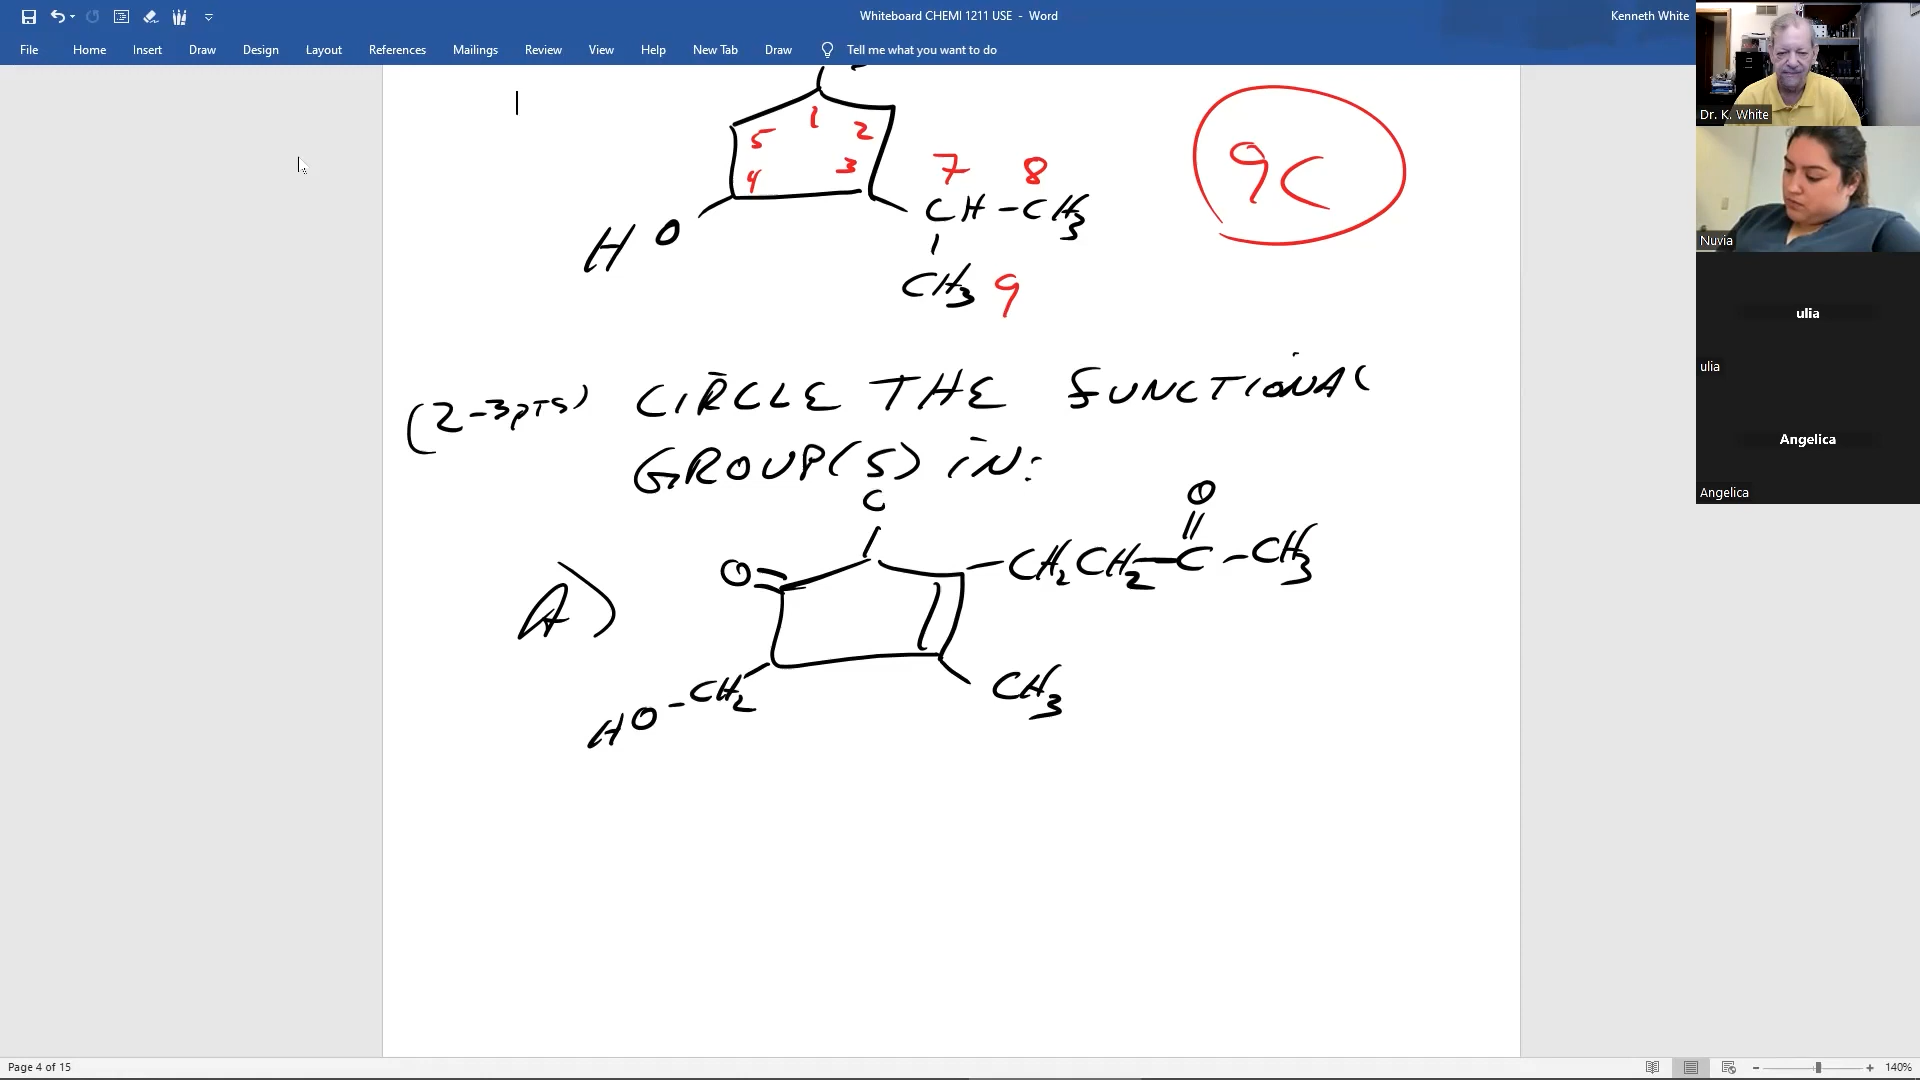 Whiteboard CHEMI 1211 USE - Word
Kenneth White
File Home Insert Draw Design Layout References Mailings Review View Help New Tab Draw Tell me what you want to do
Dr. K. White
Nuvia
ulia
ulia
Angelica
Angelica
1
5 2
4 3
7 8
CH - CH3
HO
CH3 9
9C
(2-3pTS) CIRCLE THE FUNCTIONAL
GROUP(S) iN:
C
O
O
CH2CH2-C-CH3
A)
HO-CH2
CH3
Page 4 of 15
140%